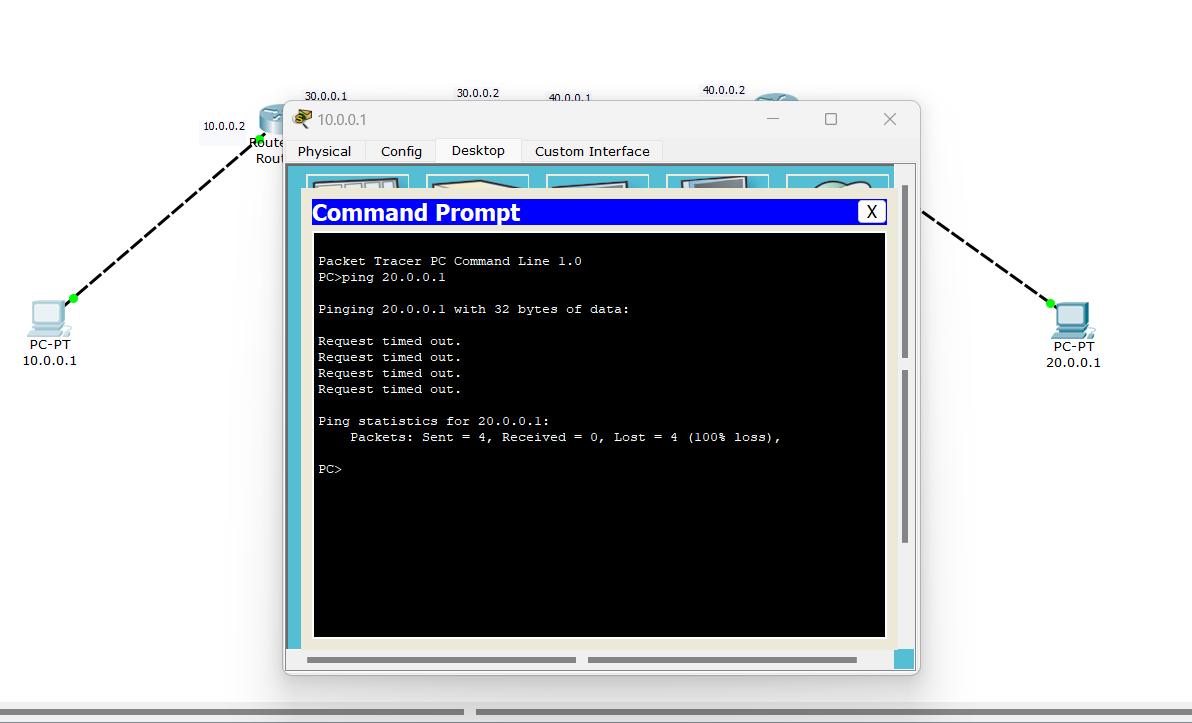 30.0.0.1
30.0.0.2
40.0.0.1
40.0.0.2
10.0.0.2
10.0.0.1
Physical
Config
Desktop
Custom Interface
Command Prompt
X
Packet Tracer PC Command Line 1.0
PC>ping 20.0.0.1
Pinging 20.0.0.1 with 32 bytes of data:
Request timed out.
Request timed out.
Request timed out.
Request timed out.
Ping statistics for 20.0.0.1:
Packets: Sent = 4, Received = 0, Lost = 4 (100% loss),
PC>
PC-PT
10.0.0.1
PC-PT
20.0.0.1